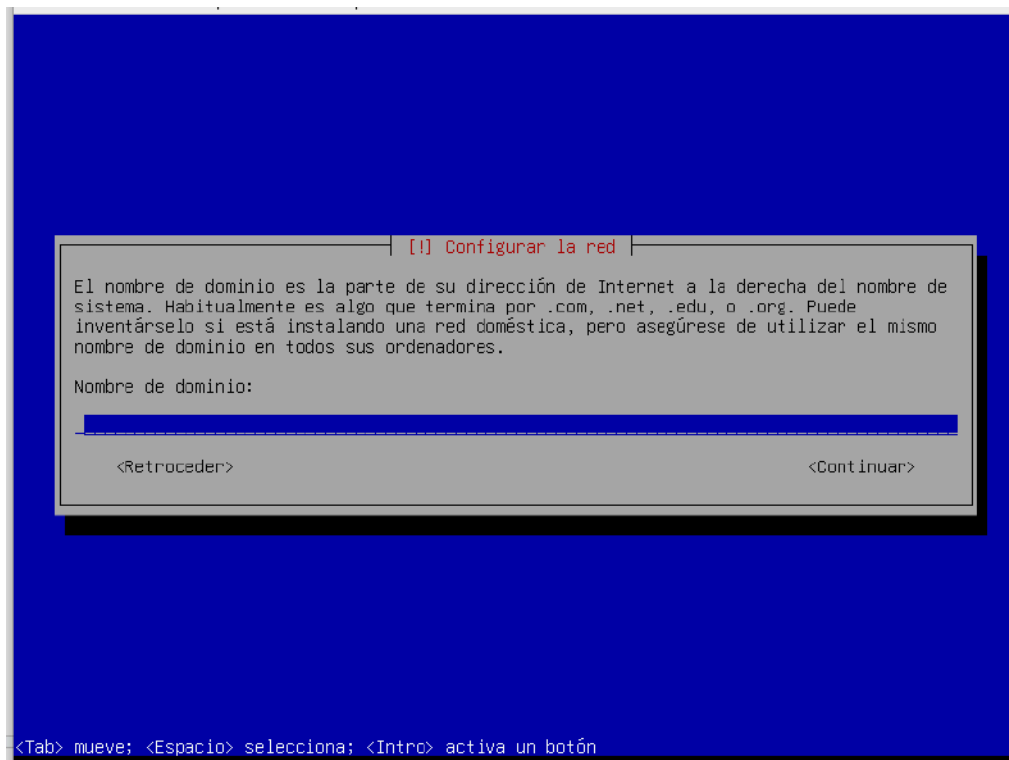 [!] Configurar la red
El nombre de dominio es la parte de su dirección de Internet a la derecha del nombre de
sistema. Habitualmente es algo que termina por .com, .net, .edu, o .org. Puede
inventárselo si está instalando una red doméstica, pero asegúrese de utilizar el mismo
nombre de dominio en todos sus ordenadores.
Nombre de dominio:
<Retroceder> <Continuar>
<Tab> mueve; <Espacio> selecciona; <Intro> activa un botón